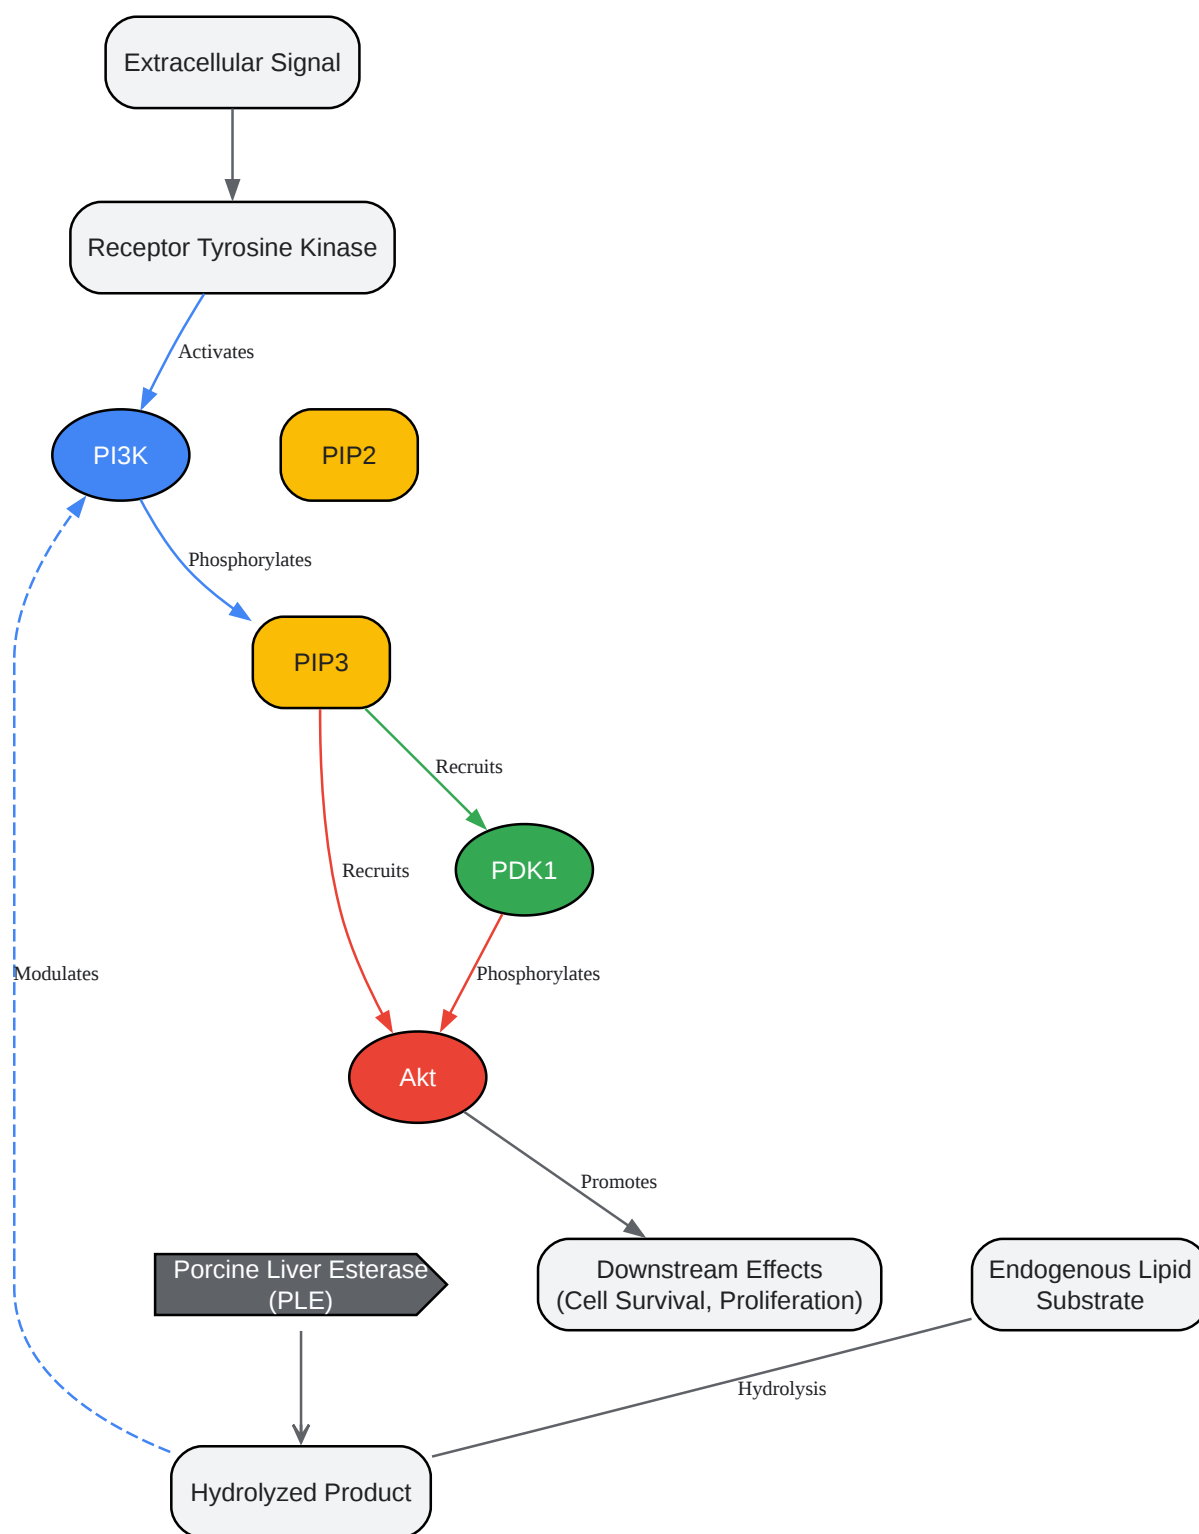 Extracellular Signal
Receptor Tyrosine Kinase
Activates
PI3K
PIP2
Phosphorylates
PIP3
Recruits
Recruits
PDK1
Modulates
Phosphorylates
Akt
Promotes
Porcine Liver Esterase
(PLE)
Downstream Effects
(Cell Survival, Proliferation)
Endogenous Lipid
Substrate
Hydrolysis
Hydrolyzed Product